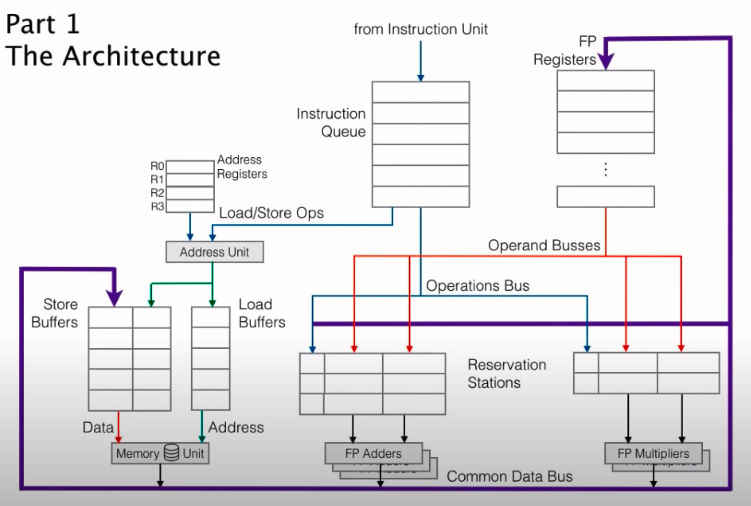 Part 1
The Architecture
from Instruction Unit
FP
Registers
Instruction
Queue
R0
R1
R2
R3
Address
Registers
Load/Store Ops
Address Unit
Operand Busses
Operations Bus
Store
Buffers
Load
Buffers
Reservation
Stations
Data
Address
Memory Unit
FP Adders
FP Multipliers
Common Data Bus